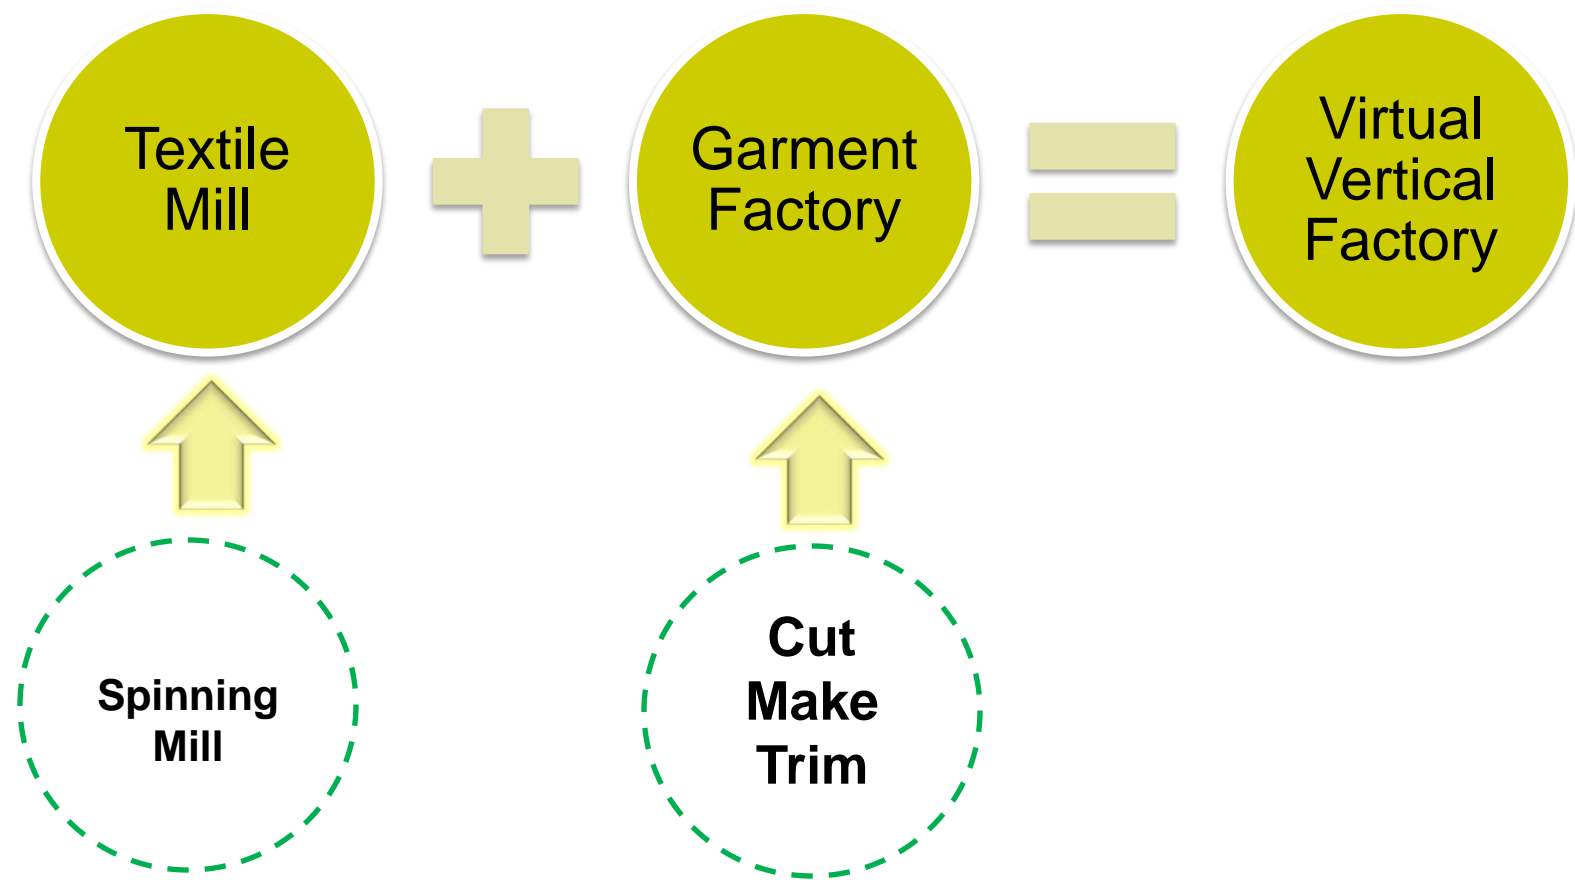 Textile
Mill
Garment
Factory
Virtual
Vertical
Factory
Spinning
Mill
Cut
Make
Trim